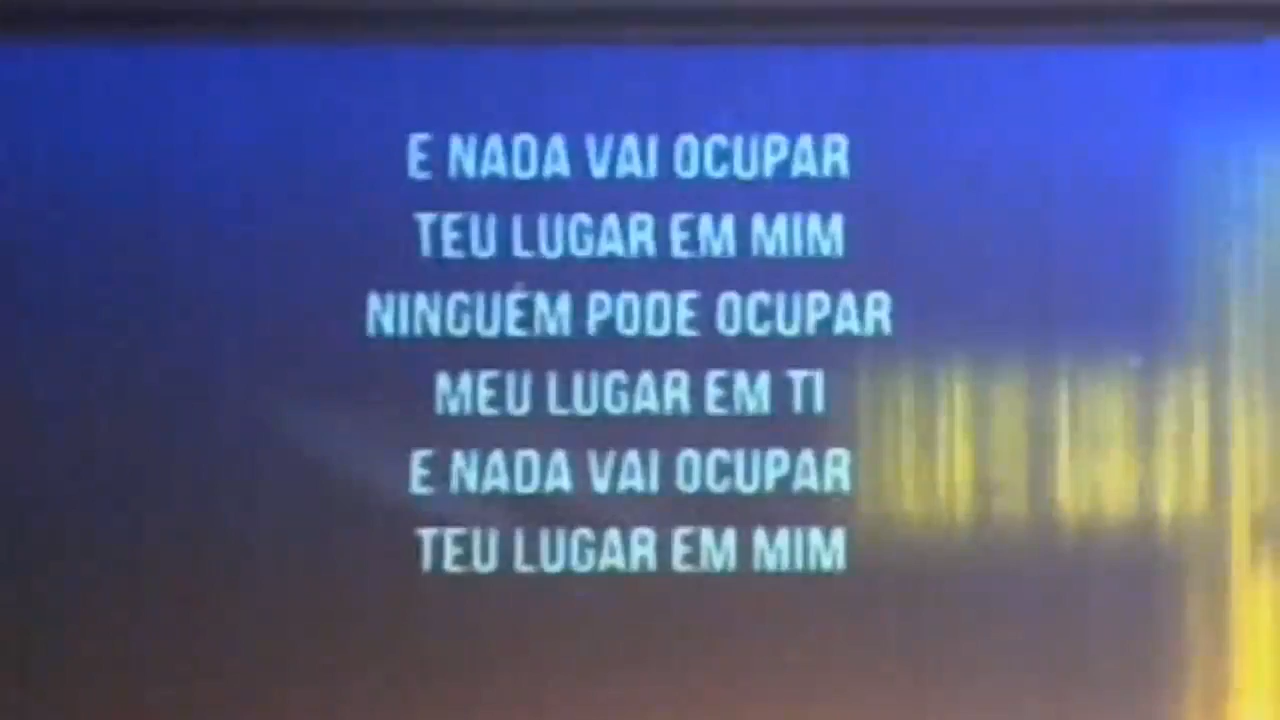 E NADA VAI OCUPAR
TEU LUGAR EM MIM
NINGUÉM PODE OCUPAR
MEU LUGAR EM TI
E NADA VAI OCUPAR
TEU LUGAR EM MIM